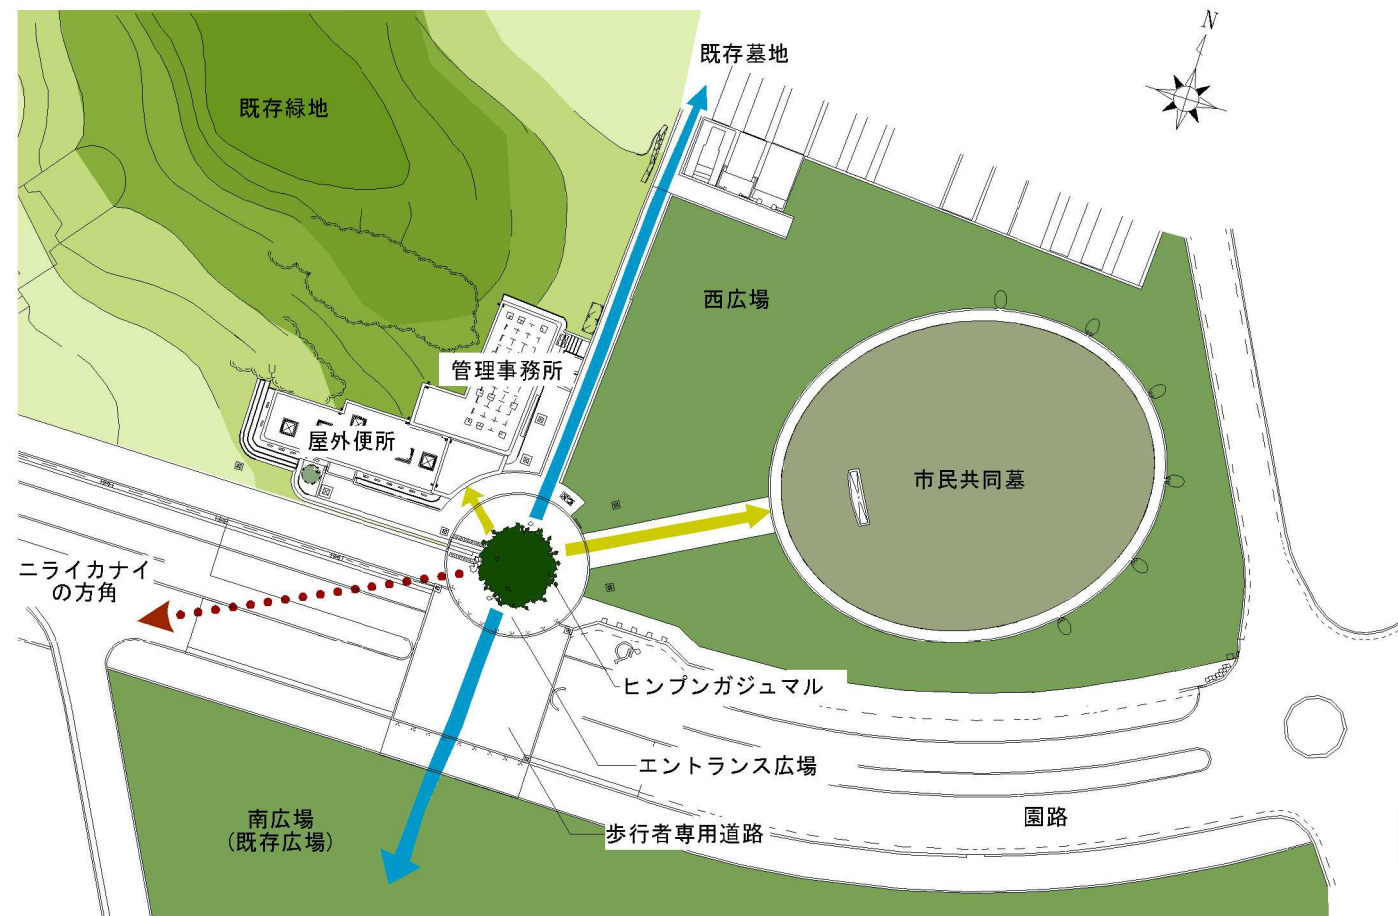 N
既存墓地
既存緑地
西広場
管理事務所
屋外便所
市民共同墓
ニライカナイ
の方角
ヒンプンガジュマル
エントランス広場
南広場
(既存広場)
歩行者専用道路
園路